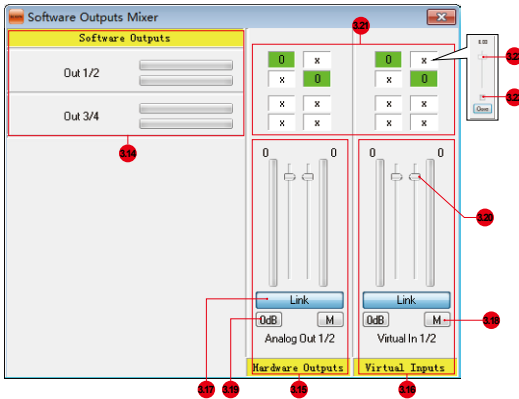 Software Outputs Mixer
3.21
Software Outputs
Out 1/2
Out 3/4
3.14
0 x 0 x
x 0 x 0
x x x x
x x x x
0 0 0 0
3.20
Link Link
3.17
0dB M 0dB M
3.18
Analog Out 1/2 Virtual In 1/2
Hardware Outputs Virtual Inputs
3.17 3.19 3.15 3.16
Close